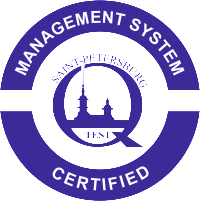 MANAGEMENT SYSTEM
SAINT-PETERSBURG
TEST
CERTIFIED